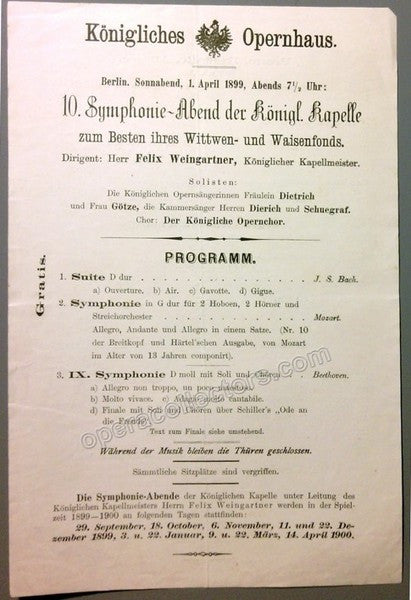 Königliches Opernhaus.
Berlin. Sonnabend, 1. April 1899, Abends 7½ Uhr:
10. Symphonie-Abend der Königl. Kapelle
zum Besten ihres Wittwen- und Waisenfonds.
Dirigent: Herr Felix Weingartner, Königlicher Kapellmeister.
Solisten:
Die Königlichen Opernsängerinnen Fräulein Dietrich
und Frau Götze, die Kammersänger Herren Dierich und Schnegraf.
Chor: Der Königliche Opernchor.
Gratis.
PROGRAMM.
1. Suite D dur . . . . . . . . . . . . . . J. S. Bach.
a) Ouverture. b) Air. c) Gavotte. d) Gigue.
2. Symphonie in G dur für 2 Hoboen, 2 Hörner und
Streichorchester . . . . . . . . . . . . . . Mozart.
Allegro, Andante und Allegro in einem Satze. (Nr. 10
der Breitkopf und Härtel'schen Ausgabe, von Mozart
im Alter von 13 Jahren componirt).
3. IX. Symphonie D moll mit Soli und Chören . . Beethoven.
a) Allegro non troppo, un poco maestoso.
b) Molto vivace. c) Adagio molto cantabile.
d) Finale mit Soli und Chören über Schiller's „Ode an
die Freude".
Text zum Finale siehe umstehend.
Während der Musik bleiben die Thüren geschlossen.
Sämmtliche Sitzplätze sind vergriffen.
Die Symphonie-Abende der Königlichen Kapelle unter Leitung des
Königlichen Kapellmeisters Herrn Felix Weingartner werden in der Spiel-
zeit 1899—1900 an folgenden Tagen stattfinden:
29. September, 18. October, 6. November, 11. und 22. De-
zember 1899, 3. u. 22. Januar, 9. u. 22. März, 14. April 1900.
operacollectors.com